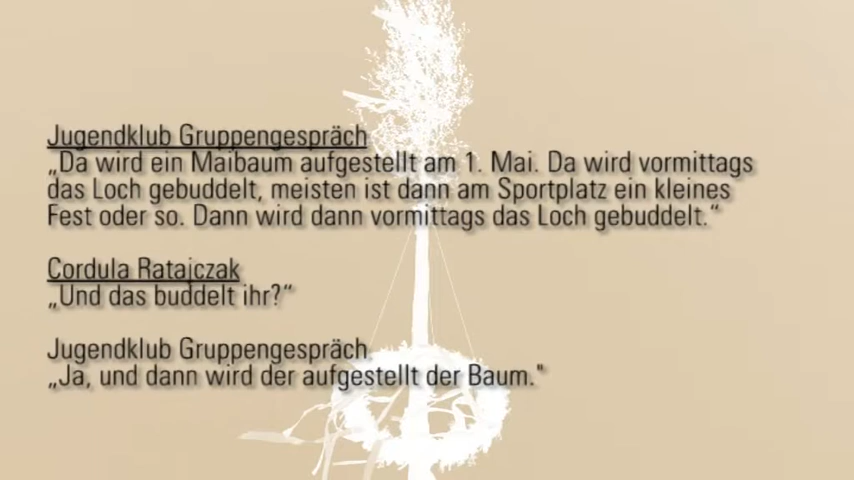 Jugendklub Gruppengespräch
„Da wird ein Maibaum aufgestellt am 1. Mai. Da wird vormittags
das Loch gebuddelt, meisten ist dann am Sportplatz ein kleines
Fest oder so. Dann wird dann vormittags das Loch gebuddelt.“
Cordula Ratajczak
„Und das buddelt ihr?“
Jugendklub Gruppengespräch
„Ja, und dann wird der aufgestellt der Baum."